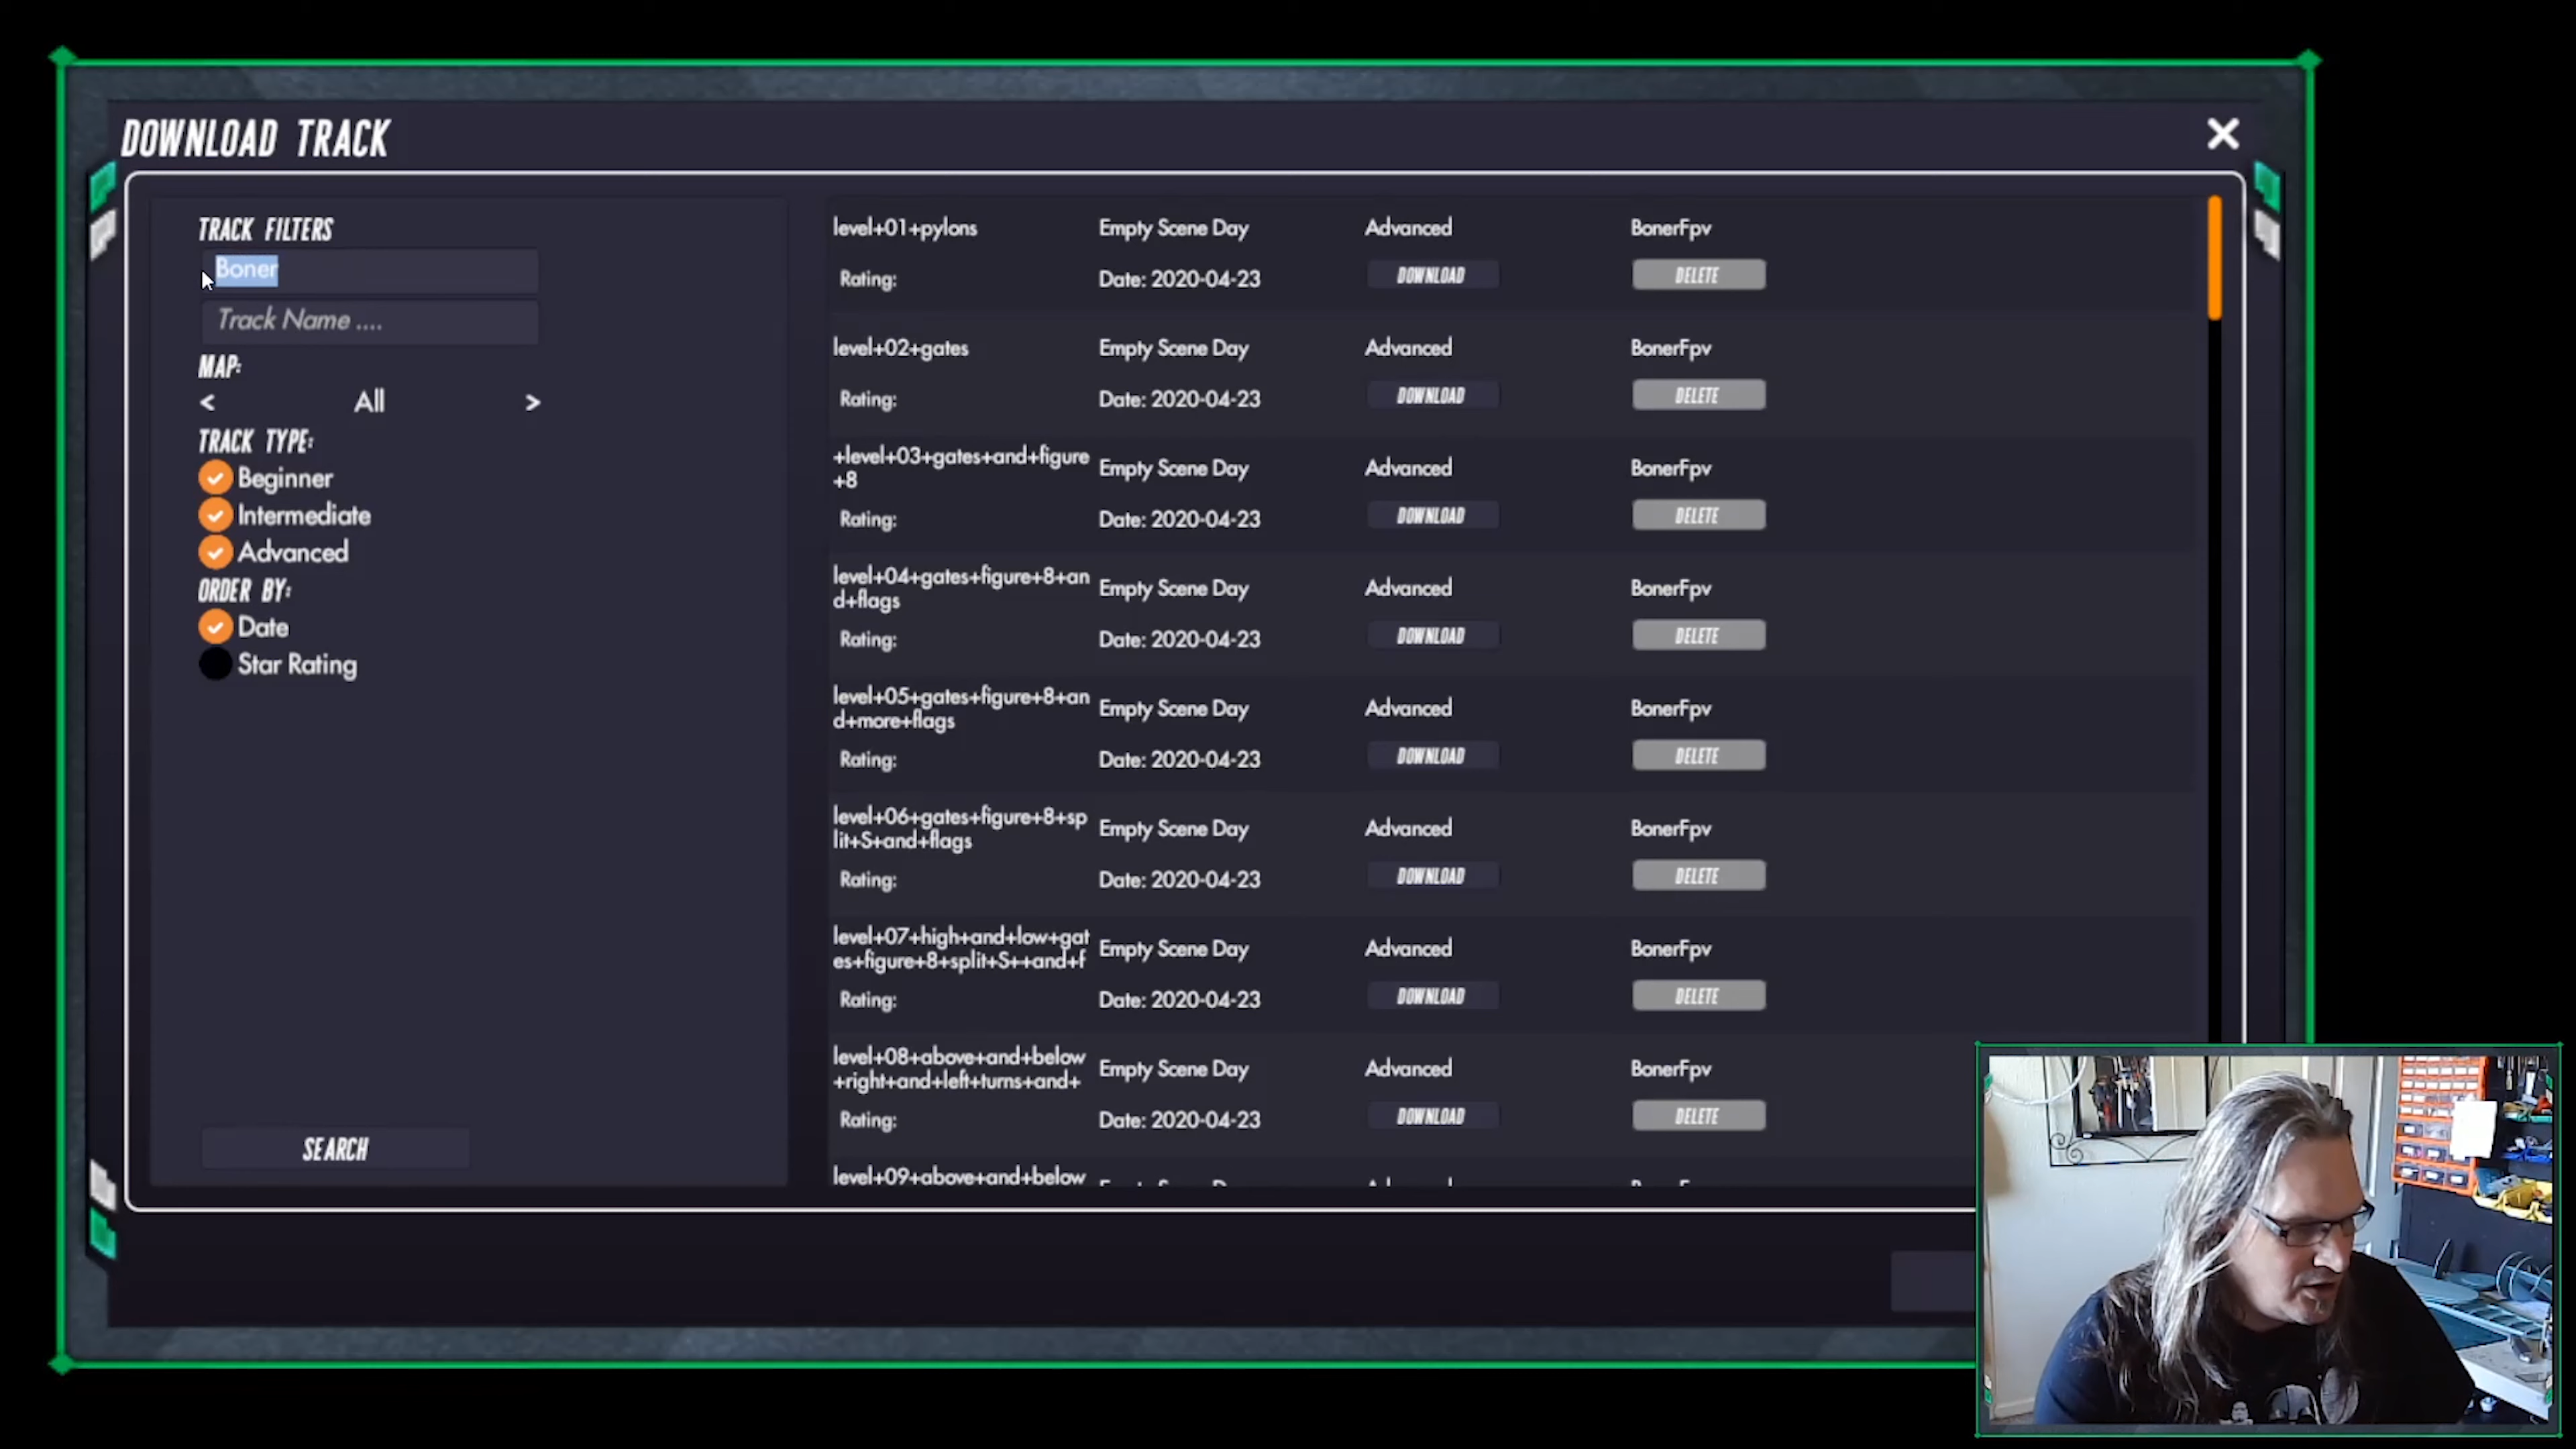 DOWNLOAD TRACK
TRACK FILTERS
Boner
Track Name ....
MAP:
< All >
TRACK TYPE:
Beginner
Intermediate
Advanced
ORDER BY:
Date
Star Rating
SEARCH
level+01+pylons Empty Scene Day Advanced BonerFpv
Rating: Date: 2020-04-23 DOWNLOAD DELETE
level+02+gates Empty Scene Day Advanced BonerFpv
Rating: Date: 2020-04-23 DOWNLOAD DELETE
+level+03+gates+and+figure
+8 Empty Scene Day Advanced BonerFpv
Rating: Date: 2020-04-23 DOWNLOAD DELETE
level+04+gates+figure+8+an
d+flags Empty Scene Day Advanced BonerFpv
Rating: Date: 2020-04-23 DOWNLOAD DELETE
level+05+gates+figure+8+an
d+more+flags Empty Scene Day Advanced BonerFpv
Rating: Date: 2020-04-23 DOWNLOAD DELETE
level+06+gates+figure+8+sp
lit+S+and+flags Empty Scene Day Advanced BonerFpv
Rating: Date: 2020-04-23 DOWNLOAD DELETE
level+07+high+and+low+gat
es+figure+8+split+S++and+f Empty Scene Day Advanced BonerFpv
Rating: Date: 2020-04-23 DOWNLOAD DELETE
level+08+above+and+below
+right+and+left+turns+and+ Empty Scene Day Advanced BonerFpv
Rating: Date: 2020-04-23 DOWNLOAD DELETE
level+09+above+and+below